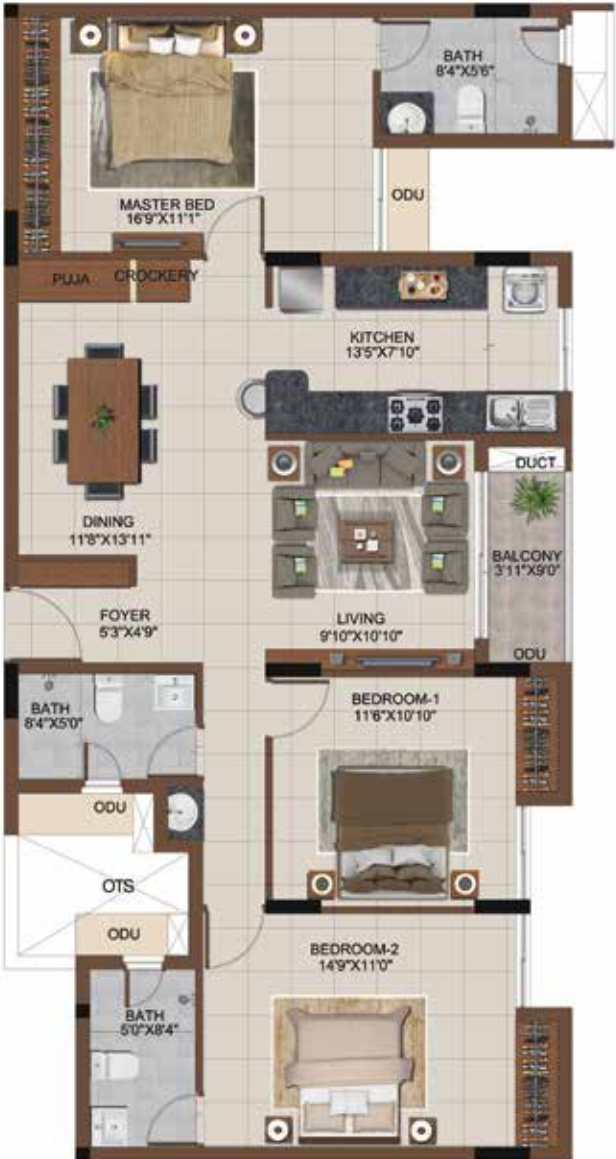 BATH
8'4"X5'6"
MASTER BED
16'9"X11'1"
ODU
PUJA
CROCKERY
KITCHEN
13'5"X7'10"
DUCT
DINING
11'8"X13'11"
BALCONY
3'11"X9'0"
FOYER
5'3"X4'9"
LIVING
9'10"X10'10"
ODU
BATH
8'4"X5'0"
BEDROOM-1
11'6"X10'10"
ODU
OTS
ODU
BEDROOM-2
14'9"X11'0"
BATH
5'0"X8'4"